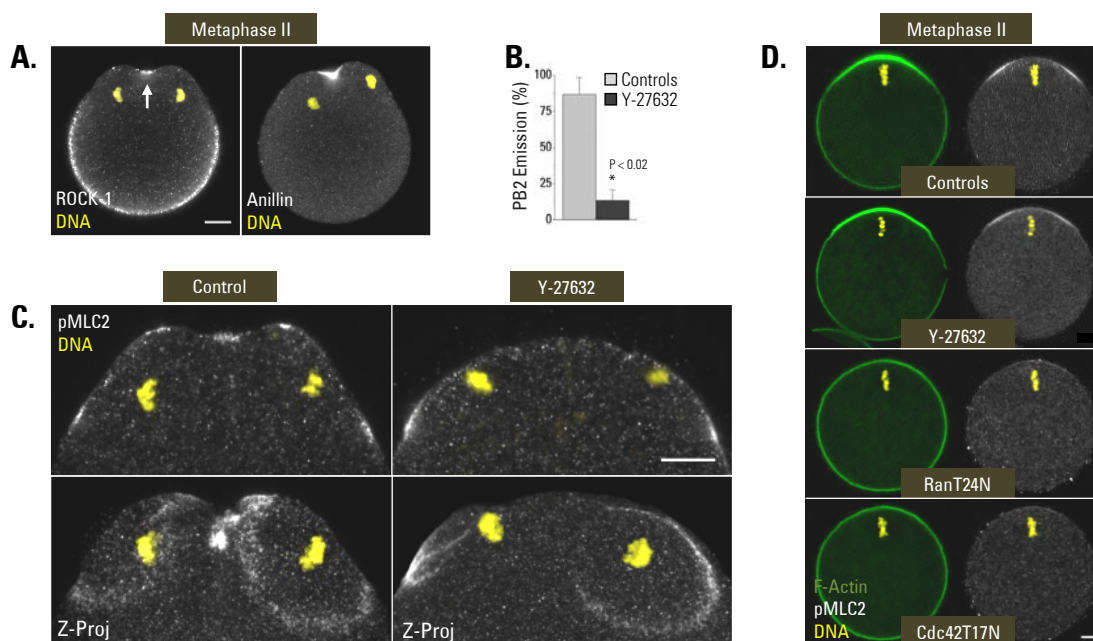 Metaphase II
A.
ROCK-1
DNA
Anillin
DNA
B.
100
75
50
25
0
PB2 Emission (%)
Controls
Y-27632
P < 0.02
*
C.
Control
Y-27632
pMLC2
DNA
Z-Proj
Z-Proj
D.
Metaphase II
Controls
Y-27632
RanT24N
F-Actin
pMLC2
DNA
Cdc42T17N